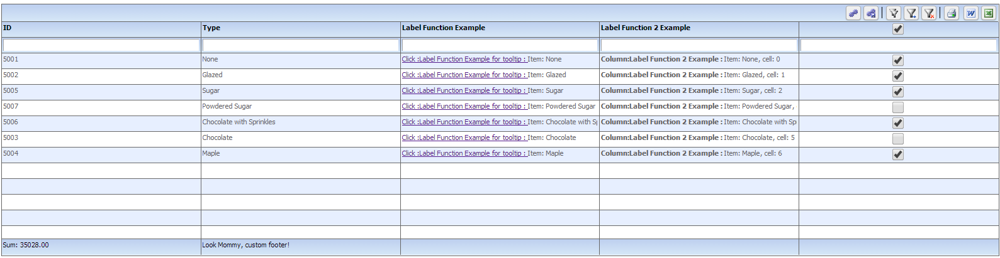 ID Type Label Function Example Label Function 2 Example
5001 None Click :Label Function Example for tooltip : Item: None Column:Label Function 2 Example : Item: None, cell: 0
5002 Glazed Click :Label Function Example for tooltip : Item: Glazed Column:Label Function 2 Example : Item: Glazed, cell: 1
5005 Sugar Click :Label Function Example for tooltip : Item: Sugar Column:Label Function 2 Example : Item: Sugar, cell: 2
5007 Powdered Sugar Click :Label Function Example for tooltip : Item: Powdered Sugar Column:Label Function 2 Example : Item: Powdered Sugar,
5006 Chocolate with Sprinkles Click :Label Function Example for tooltip : Item: Chocolate with Sp Column:Label Function 2 Example : Item: Chocolate with Sp
5003 Chocolate Click :Label Function Example for tooltip : Item: Chocolate Column:Label Function 2 Example : Item: Chocolate, cell: 5
5004 Maple Click :Label Function Example for tooltip : Item: Maple Column:Label Function 2 Example : Item: Maple, cell: 6
Sum: 35028.00 Look Mommy, custom footer!